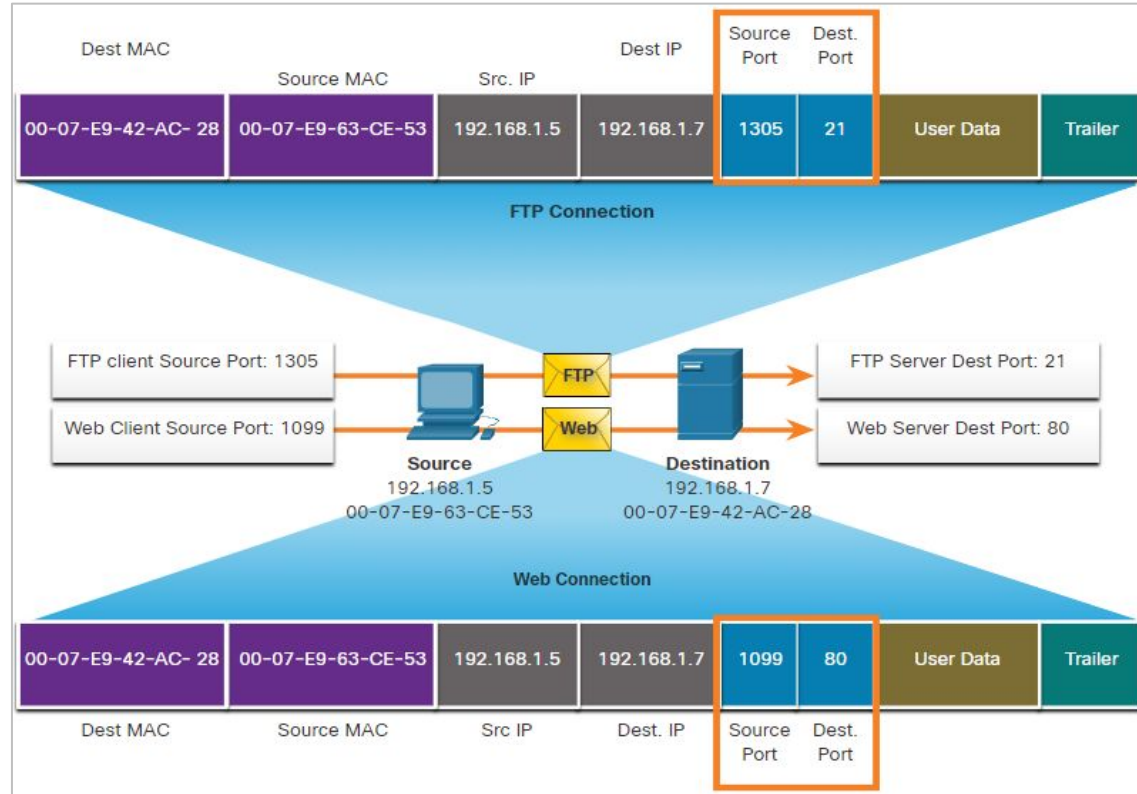 Dest MAC
Source MAC
Src. IP
Dest IP
Source
Port
Dest.
Port
00-07-E9-42-AC- 28
00-07-E9-63-CE-53
192.168.1.5
192.168.1.7
1305
21
User Data
Trailer
FTP Connection
FTP client Source Port: 1305
FTP
FTP Server Dest Port: 21
Web Client Source Port: 1099
Web
Web Server Dest Port: 80
Source
192.168.1.5
00-07-E9-63-CE-53
Destination
192.168.1.7
00-07-E9-42-AC-28
Web Connection
00-07-E9-42-AC- 28
00-07-E9-63-CE-53
192.168.1.5
192.168.1.7
1099
80
User Data
Trailer
Dest MAC
Source MAC
Src IP
Dest. IP
Source
Port
Dest.
Port